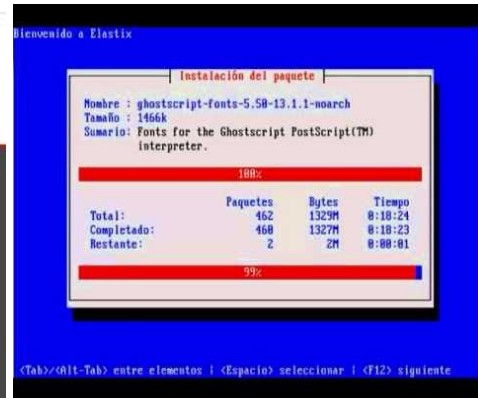 Bienvenido a Elastix
Instalación del paquete
Nombre : ghostscript-fonts-5.50-13.1.1-noarch
Tamaño : 1466k
Sumario: Fonts for the Ghostscript PostScript(TM)
interpreter.
100%
Paquetes Bytes Tiempo
Total: 462 1329M 0:18:24
Completado: 460 1327M 0:18:23
Restante: 2 2M 0:00:01
99%
<Tab>/<Alt-Tab> entre elementos | <Espacio> seleccionar | <F12> siguiente